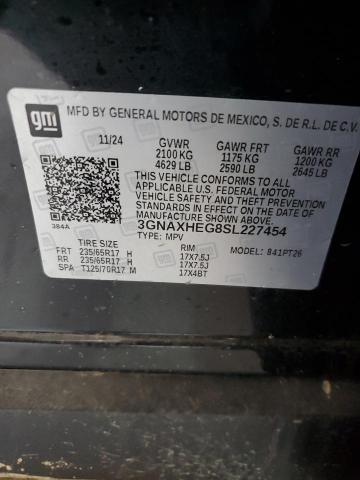 gm MFD BY GENERAL MOTORS DE MEXICO, S. DE R.L. DE C.V.
11/24 GVWR GAWR FRT GAWR RR
2100 KG 1175 KG 1200 KG
4629 LB 2590 LB 2645 LB
THIS VEHICLE CONFORMS TO ALL
APPLICABLE U.S. FEDERAL MOTOR
VEHICLE SAFETY AND THEFT PREVENTION
STANDARDS IN EFFECT ON THE DATE OF
MANUFACTURE SHOWN ABOVE.
384A 3GNAXHEG8SL227454
TYPE: MPV
TIRE SIZE RIM MODEL: 841PT26
FRT 235/65R17 H 17X7.5J
RR 235/65R17 H 17X7.5J
SPA T125/70R17 M 17X4BT